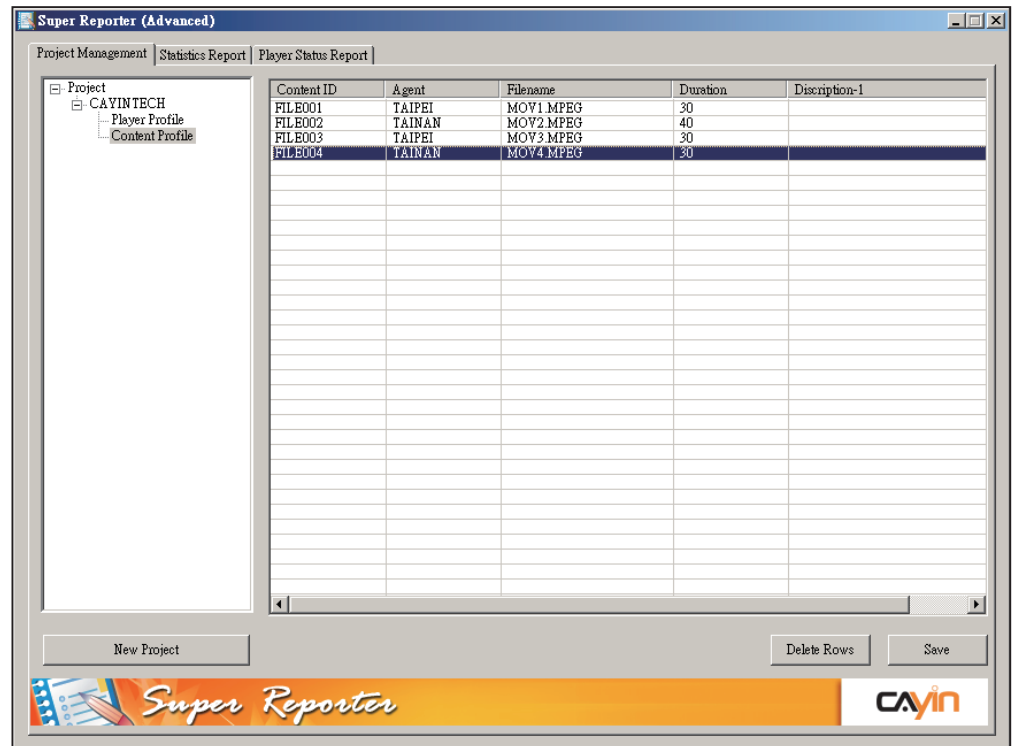 Super Reporter (Advanced)
Project Management Statistics Report Player Status Report
Project
CAYINTECH
Player Profile
Content Profile
Content ID Agent Filename Duration Discription-1
FILE001 TAIPEI MOV1.MPEG 30
FILE002 TAINAN MOV2.MPEG 40
FILE003 TAIPEI MOV3.MPEG 30
FILE004 TAINAN MOV4.MPEG 30
New Project Delete Rows Save
Super Reporter CAYIN